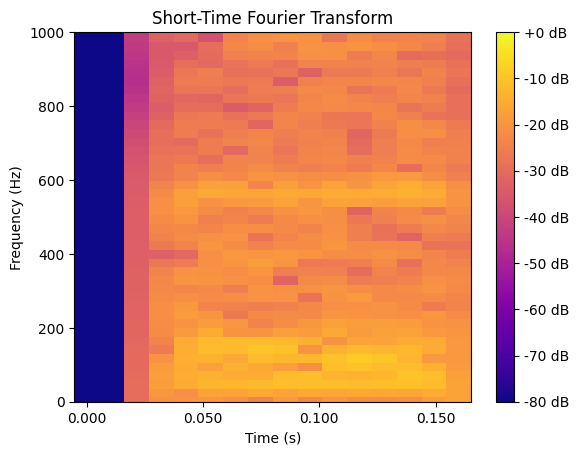 Short-Time Fourier Transform
1000
800
600
400
200
0
Frequency (Hz)
0.000
0.050
0.100
0.150
Time (s)
+0 dB
-10 dB
-20 dB
-30 dB
-40 dB
-50 dB
-60 dB
-70 dB
-80 dB